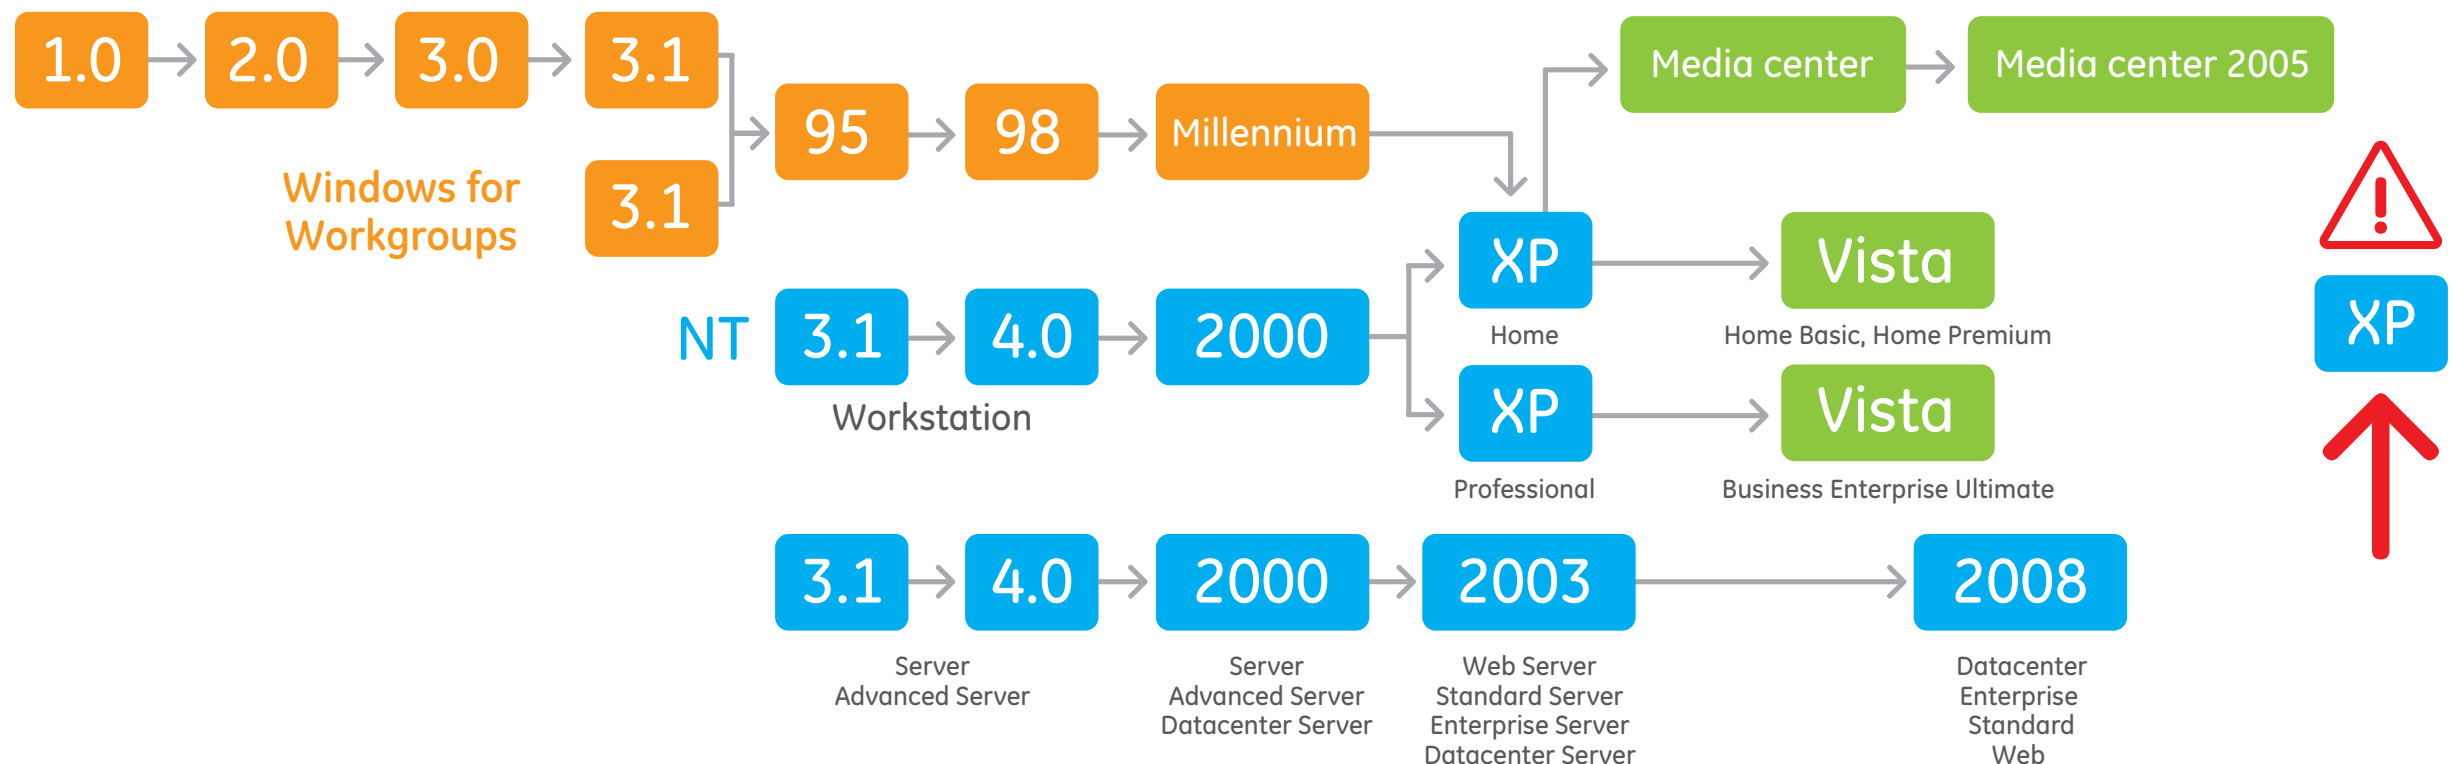 1.0
2.0
3.0
3.1
Media center
Media center 2005
95
98
Millennium
Windows for
Workgroups
3.1
XP
Vista
Home
Home Basic, Home Premium
XP
NT
3.1
4.0
2000
Workstation
XP
Vista
Professional
Business Enterprise Ultimate
3.1
4.0
2000
2003
2008
Server
Advanced Server
Server
Advanced Server
Datacenter Server
Web Server
Standard Server
Enterprise Server
Datacenter Server
Datacenter
Enterprise
Standard
Web